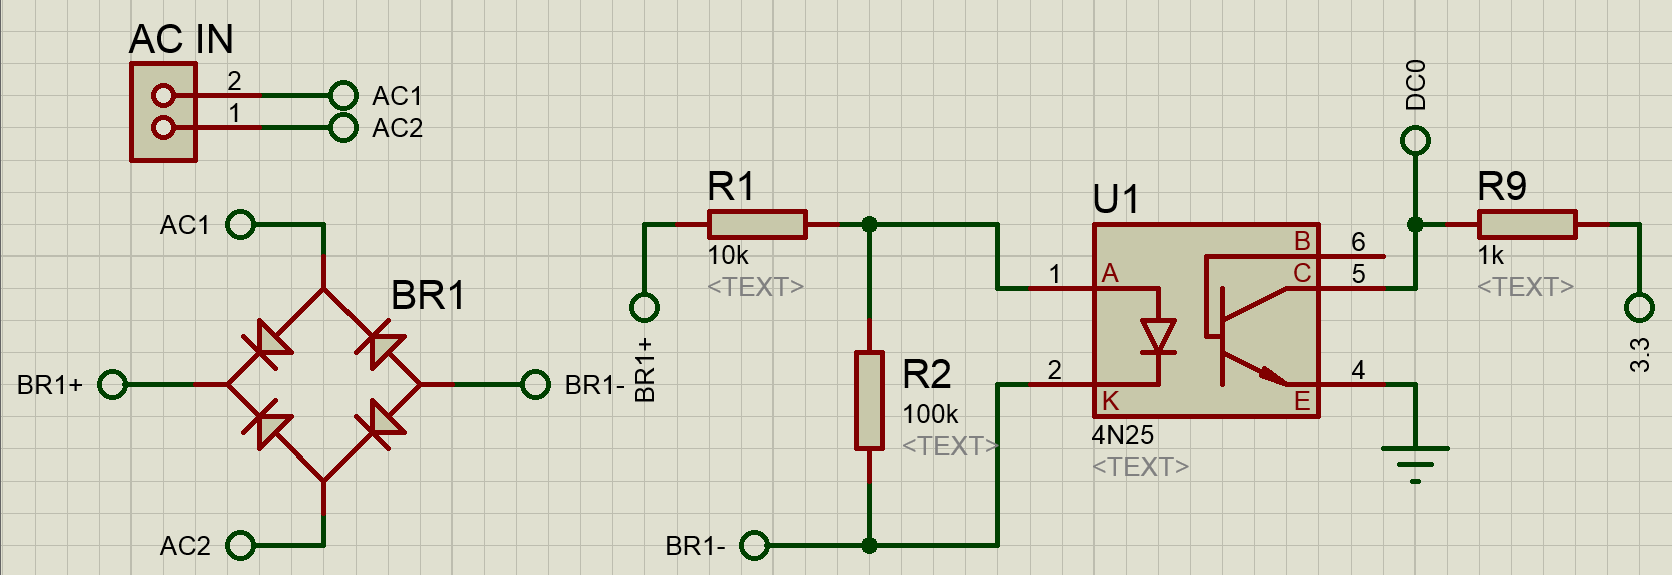 AC IN
2
AC1
1
AC2
AC1
BR1
BR1+
BR1-
AC2
R1
10k
<TEXT>
BR1+
R2
100k
<TEXT>
BR1-
U1
1
A
2
K
B
6
C
5
4
E
4N25
<TEXT>
DC0
R9
1k
<TEXT>
3.3